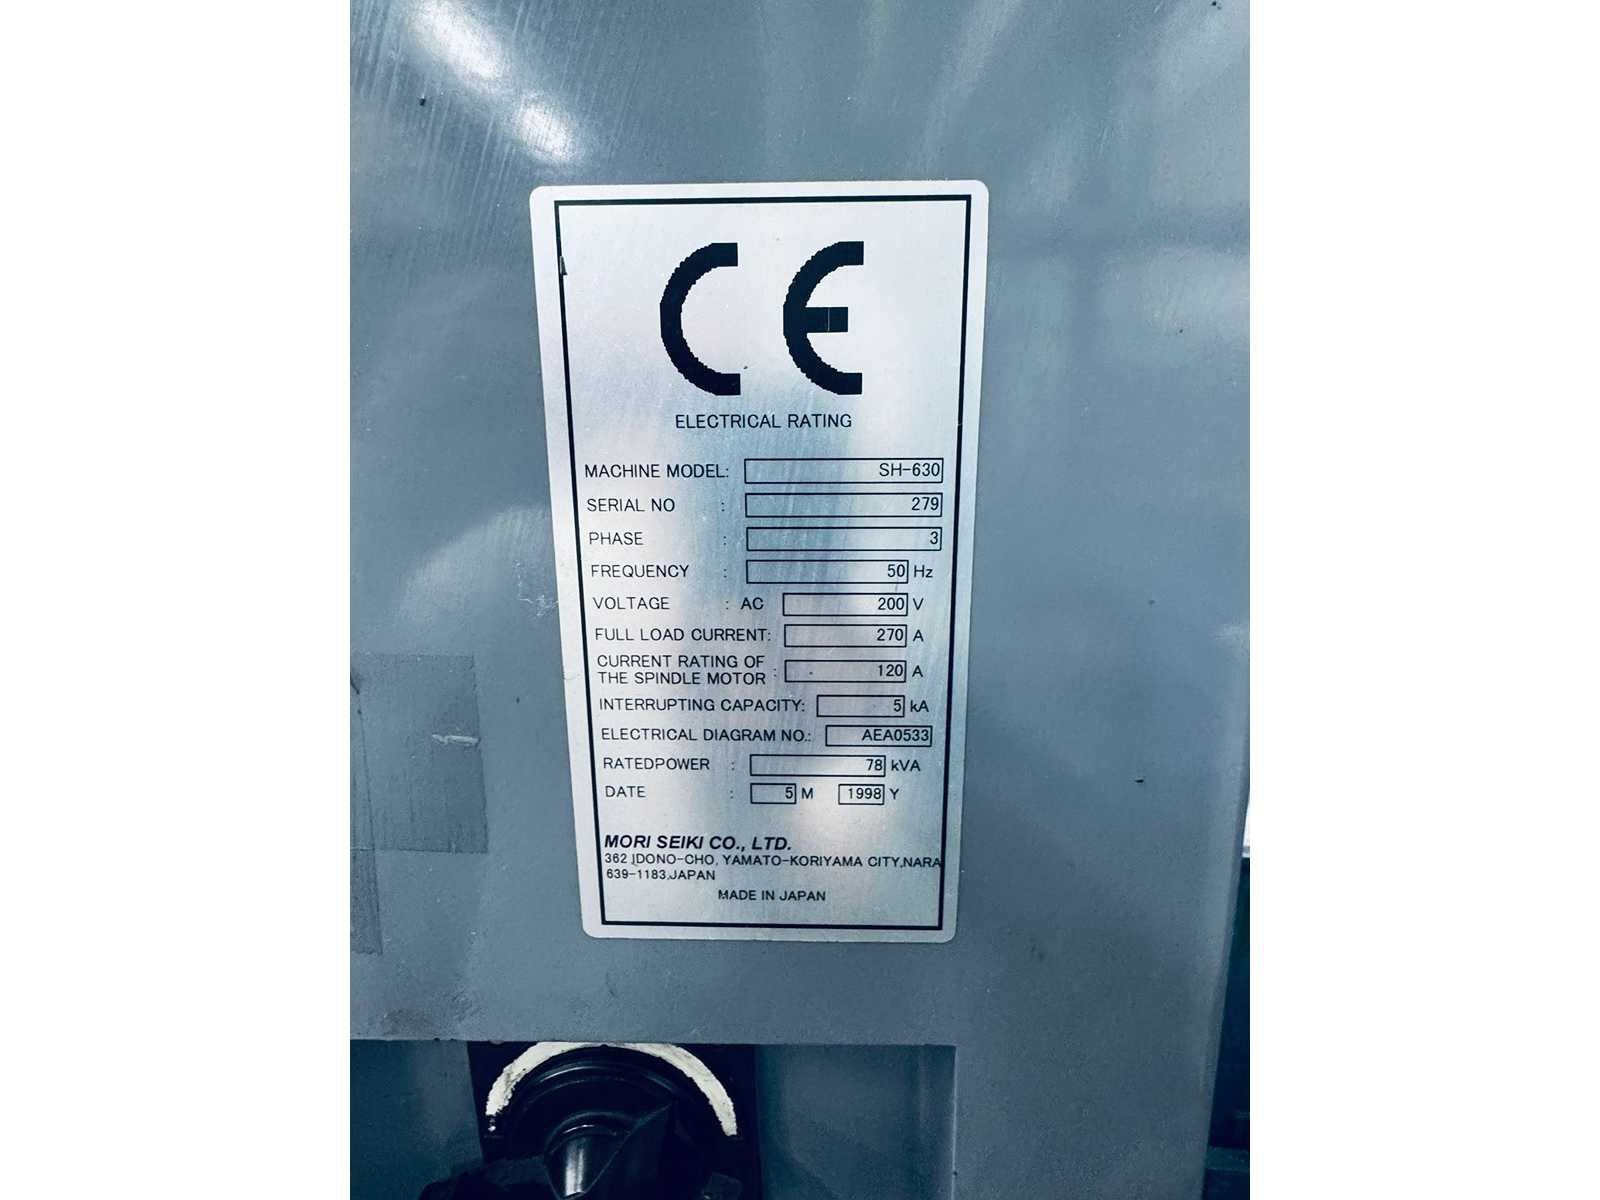 CE
ELECTRICAL RATING
MACHINE MODEL: SH-630
SERIAL NO : 279
PHASE : 3
FREQUENCY : 50 Hz
VOLTAGE : AC 200 V
FULL LOAD CURRENT: 270 A
CURRENT RATING OF
THE SPINDLE MOTOR : 120 A
INTERRUPTING CAPACITY: 5 kA
ELECTRICAL DIAGRAM NO.: AEA0533
RATEDPOWER : 78 kVA
DATE : 5 M 1998 Y
MORI SEIKI CO., LTD.
362 IDONO-CHO, YAMATO-KORIYAMA CITY,NARA
639-1183,JAPAN
MADE IN JAPAN